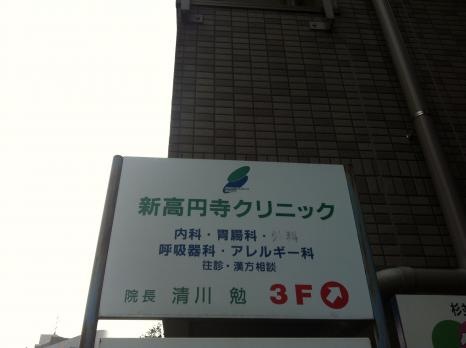 新高円寺クリニック
内科・胃腸科・外科
呼吸器科・アレルギー科
往診・漢方相談
院長 清川 勉 3F
杉